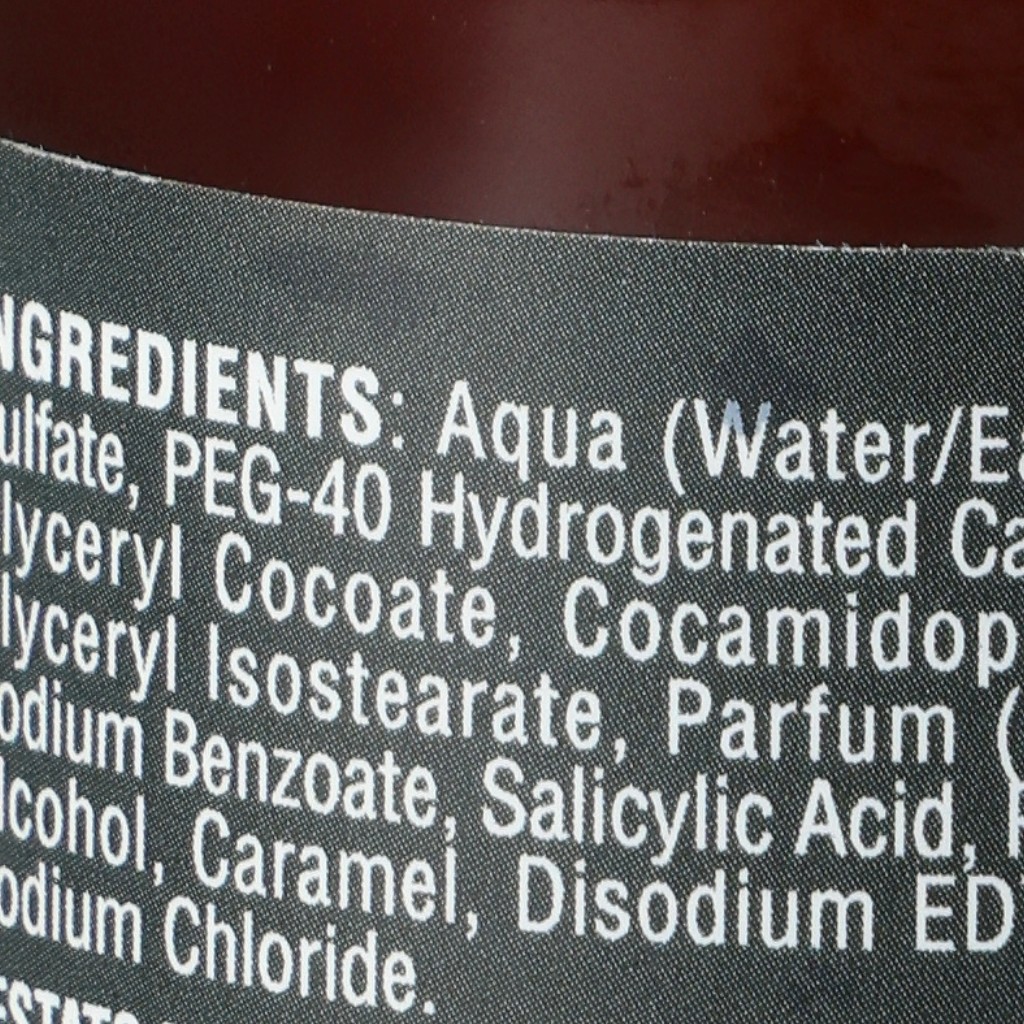 NGREDIENTS: Aqua (Water/E
ulfate, PEG-40 Hydrogenated Ca
lyceryl Cocoate, Cocamidop
lyceryl Isostearate, Parfum (
odium Benzoate, Salicylic Acid,
lcohol, Caramel, Disodium ED
odium Chloride.